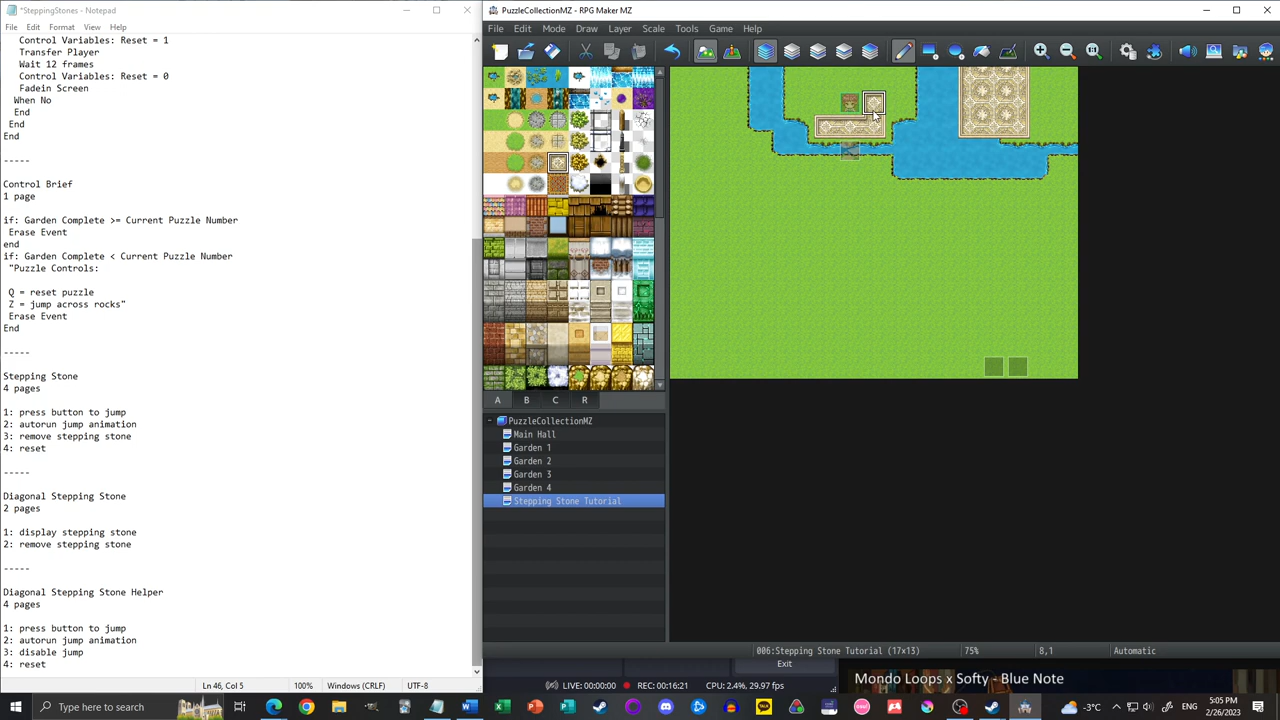 *SteppingStones - Notepad
File Edit Format View Help
Control Variables: Reset = 1
Transfer Player
Wait 12 frames
Control Variables: Reset = 0
Fadein Screen
When No
End
End
End
-----
Control Brief
1 page
if: Garden Complete >= Current Puzzle Number
Erase Event
end
if: Garden Complete < Current Puzzle Number
"Puzzle Controls:
Q = reset puzzle
Z = jump across rocks"
Erase Event
End
-----
Stepping Stone
4 pages
1: press button to jump
2: autorun jump animation
3: remove stepping stone
4: reset
-----
Diagonal Stepping Stone
2 pages
1: display stepping stone
2: remove stepping stone
-----
Diagonal Stepping Stone Helper
4 pages
1: press button to jump
2: autorun jump animation
3: disable jump
4: reset
Ln 46, Col 5 100% Windows (CRLF) UTF-8
PuzzleCollectionMZ - RPG Maker MZ
File Edit Mode Draw Layer Scale Tools Game Help
A B C R
PuzzleCollectionMZ
Main Hall
Garden 1
Garden 2
Garden 3
Garden 4
Stepping Stone Tutorial
006:Stepping Stone Tutorial (17×13) 75% 8,1 Automatic
Exit
LIVE: 00:00:00 REC: 00:16:21 CPU: 2.4%, 29.97 fps
Mondo Loops x Softy - Blue Note
Type here to search
-3°C
5:05 PM
2/26/2023